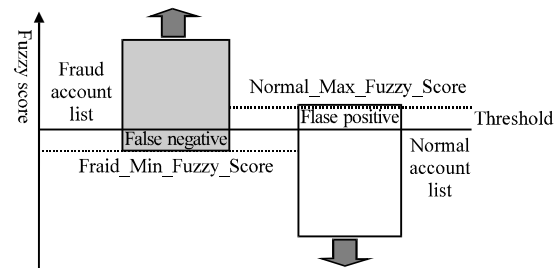 Fuzzy score
Fraud
account
list
False negative
Fraid_Min_Fuzzy_Score
Normal_Max_Fuzzy_Score
Flase positive
Threshold
Normal
account
list